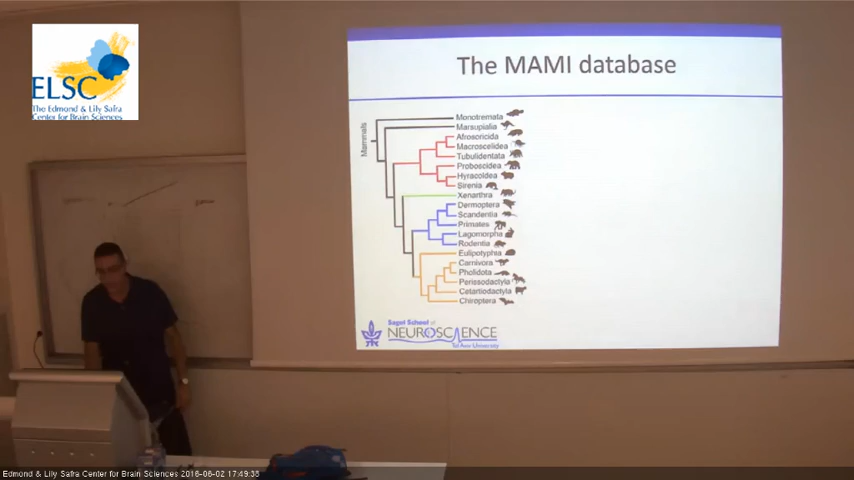 ELSC
The Edmond & Lily Safra
Center for Brain Sciences
The MAMI database
Mammals
Monotremata
Marsupialia
Afrosoricida
Macroscelidea
Tubulidentata
Proboscidea
Hyracoidea
Sirenia
Xenarthra
Dermoptera
Scandentia
Primates
Lagomorpha
Rodentia
Eulipotyphla
Carnivora
Pholidota
Perissodactyla
Cetartiodactyla
Chiroptera
Sagol School of
NEUROSCIENCE
Tel Aviv University
Edmond & Lily Safra Center for Brain Sciences 2016-06-02 17:49:35